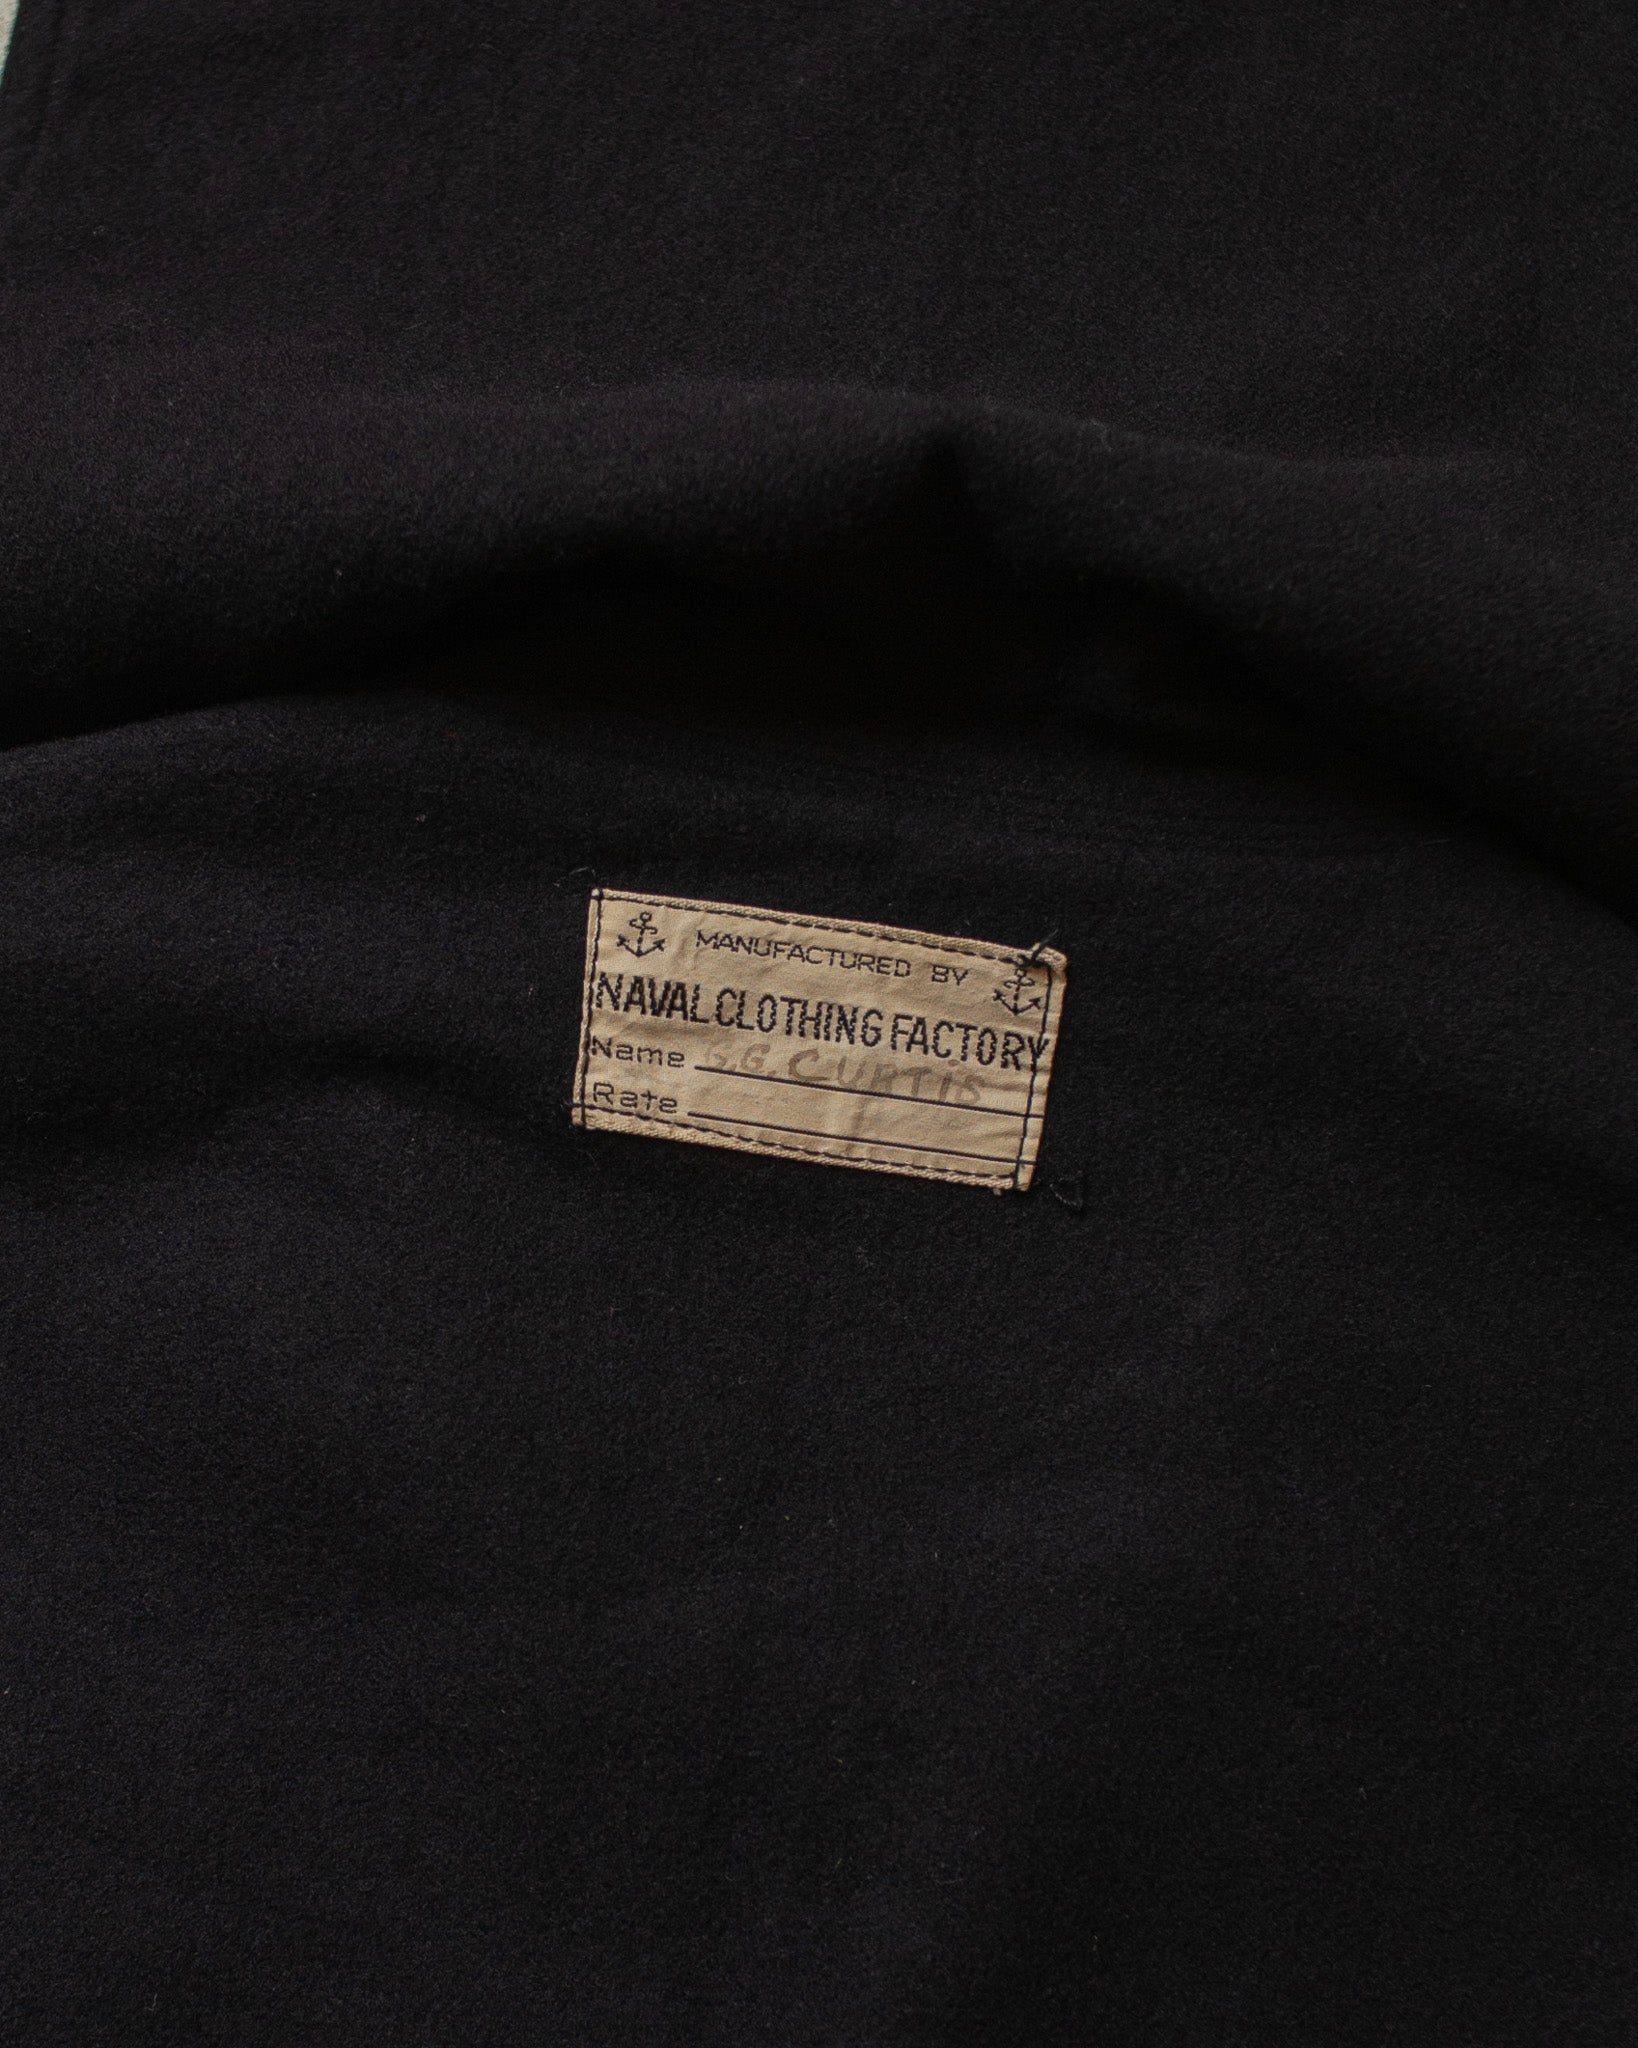 MANUFACTURED BY
NAVAL CLOTHING FACTORY
Name G.G. CURTIS
Rate